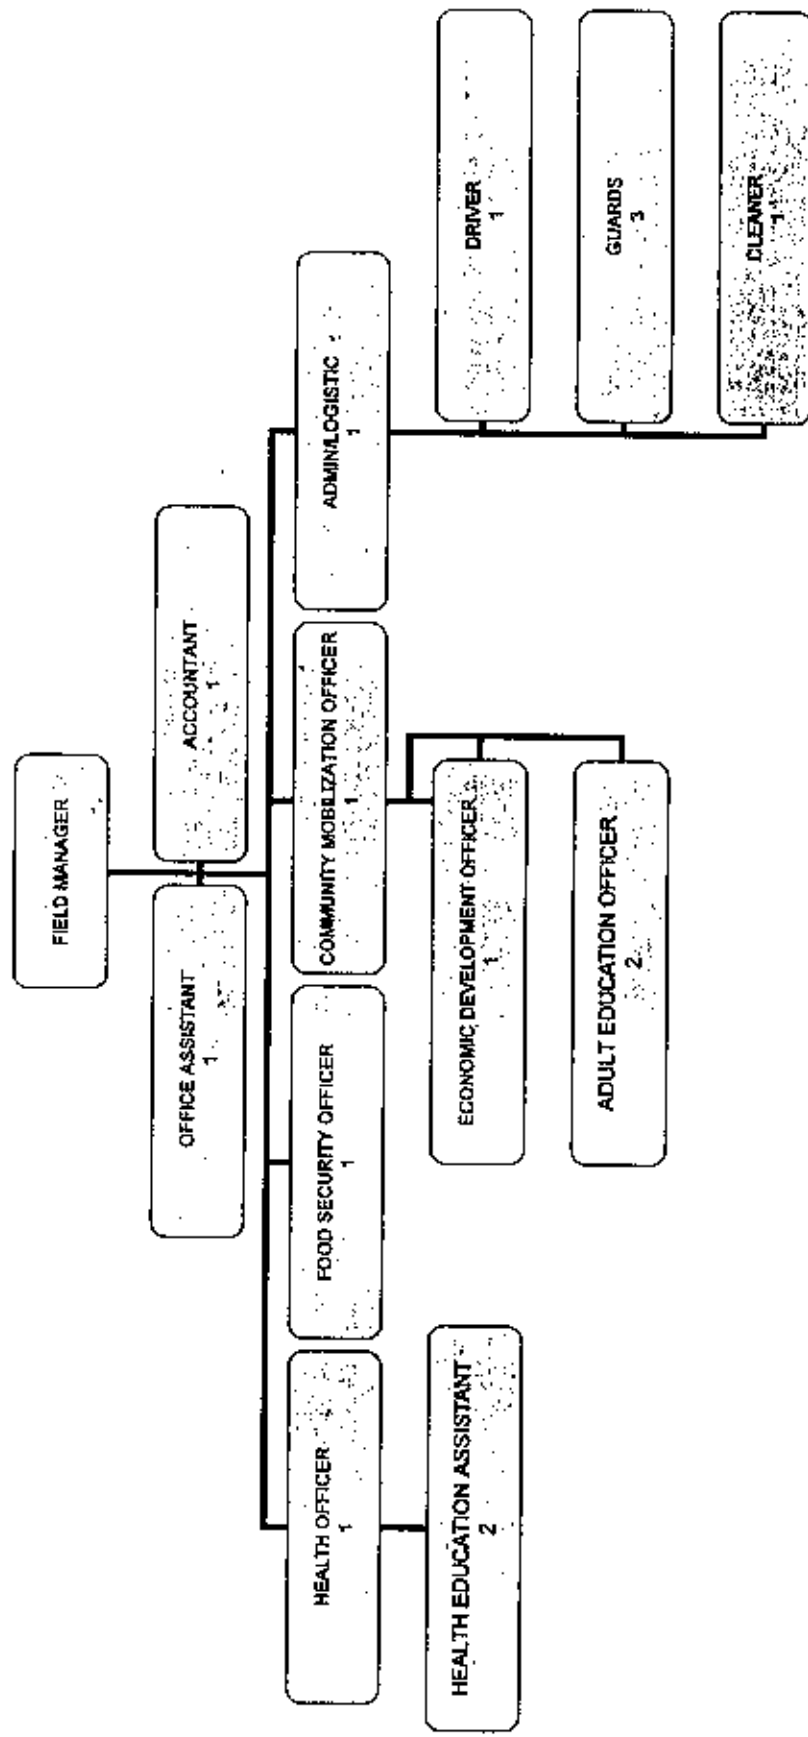 FIELD MANAGER
OFFICE ASSISTANT
1
ACCOUNTANT
1
HEALTH OFFICER
1
FOOD SECURITY OFFICER
1
COMMUNITY MOBILIZATION OFFICER
1
ADMIN/LOGISTIC
1
HEALTH EDUCATION ASSISTANT
2
ECONOMIC DEVELOPMENT OFFICER
1
ADULT EDUCATION OFFICER
2
DRIVER
1
GUARDS
3
CLEANER
1